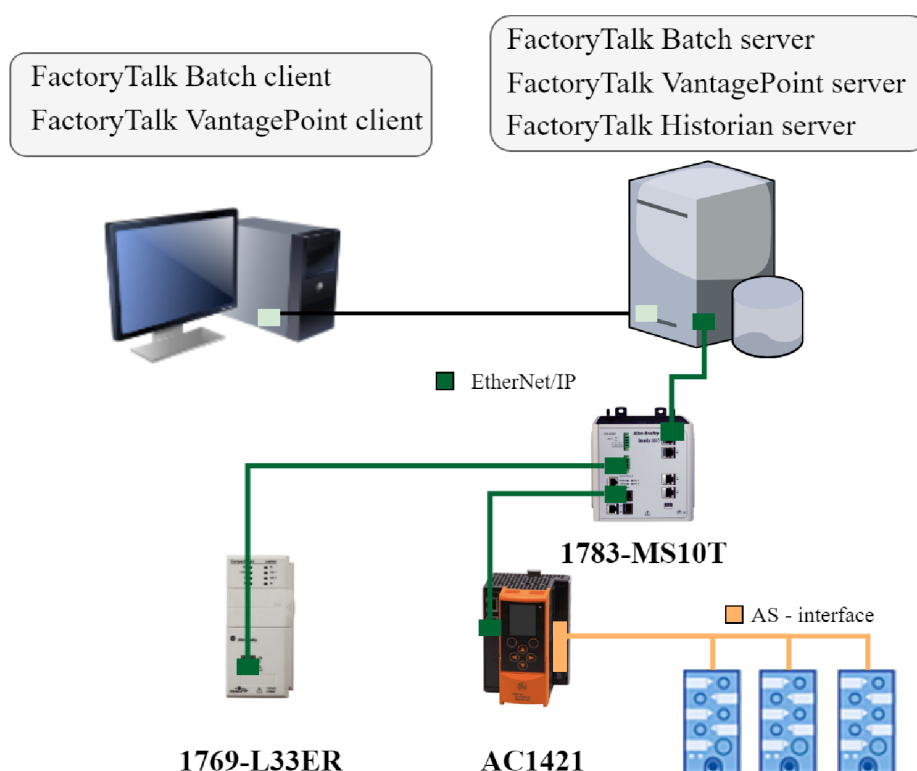 FactoryTalk Batch client
FactoryTalk VantagePoint client
FactoryTalk Batch server
FactoryTalk VantagePoint server
FactoryTalk Historian server
EtherNet/IP
1783-MS10T
AS - interface
1769-L33ER
AC1421